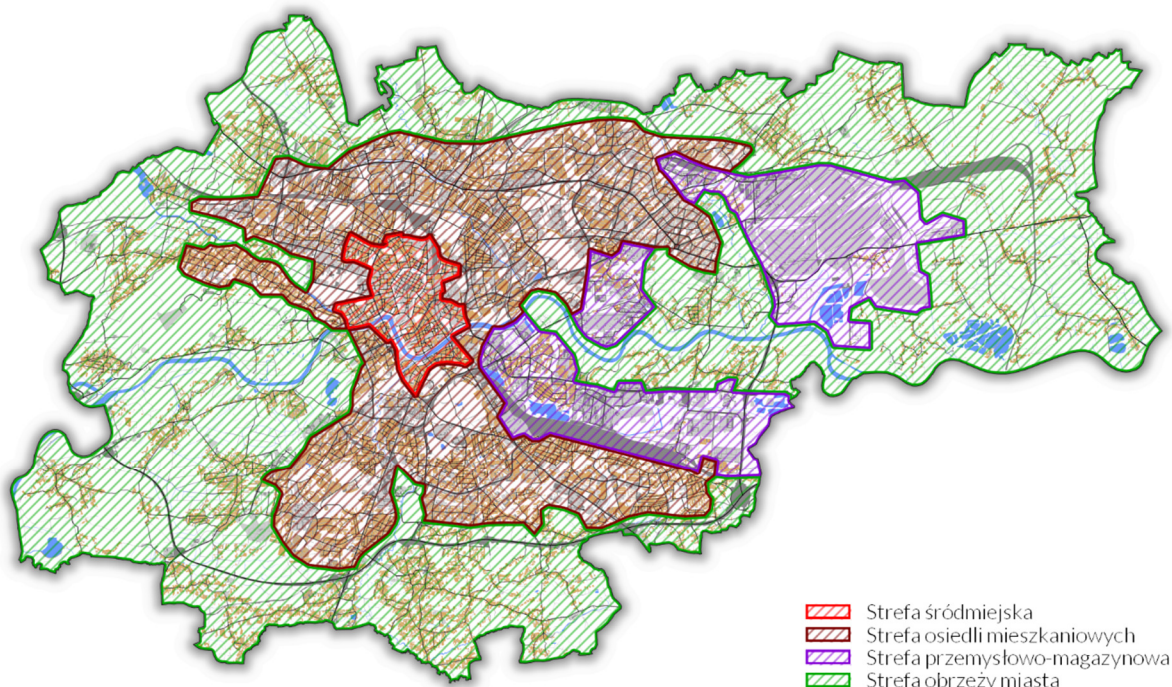 Strefa śródmiejska
Strefa osiedli mieszkaniowych
Strefa przemysłowo-magazynowa
Strefa obrzeży miasta